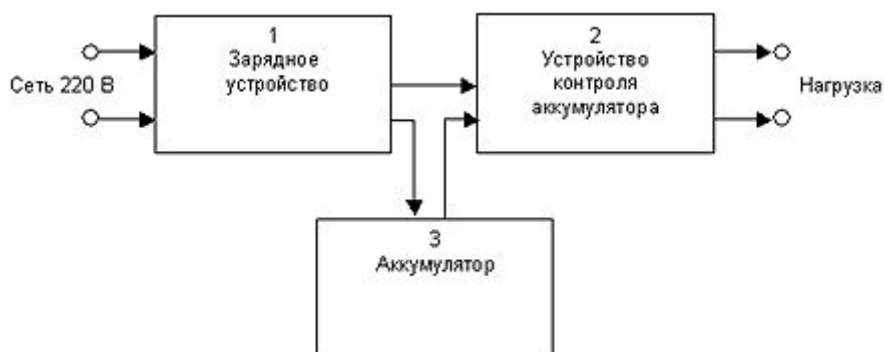 1
Зарядное
устройство
2
Устройство
контроля
аккумулятора
Сеть 220 В
Нагрузка
3
Аккумулятор